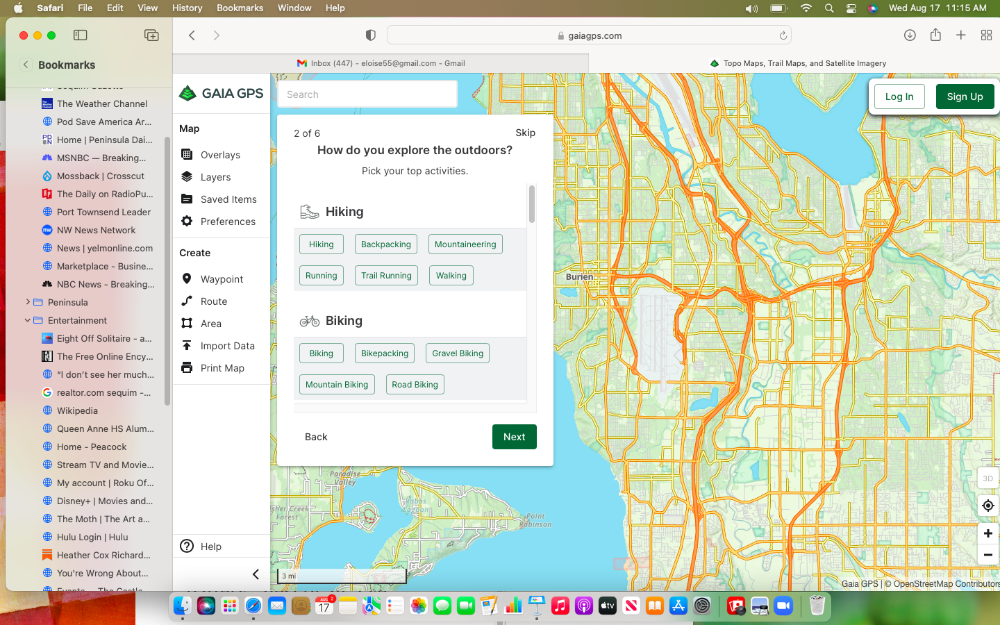 Safari File Edit View History Bookmarks Window Help
Wed Aug 17 11:15 AM
gaiagps.com
Inbox (447) - eloise55@gmail.com - Gmail
Topo Maps, Trail Maps, and Satellite Imagery
Bookmarks
The Weather Channel
Pod Save America Ar...
Home | Peninsula Dai...
MSNBC — Breaking...
Mossback | Crosscut
The Daily on RadioPu...
Port Townsend Leader
NW News Network
News | yelmonline.com
Marketplace - Busine...
NBC News - Breaking...
Peninsula
Entertainment
Eight Off Solitaire - a...
The Free Online Ency...
“I don’t see her much...
realtor.com sequim -...
Wikipedia
Queen Anne HS Alum...
Home - Peacock
Stream TV and Movie...
My account | Roku Of...
Disney+ | Movies and...
The Moth | The Art a...
Hulu Login | Hulu
Heather Cox Richard...
You're Wrong About...
GAIA GPS
Map
Overlays
Layers
Saved Items
Preferences
Create
Waypoint
Route
Area
Import Data
Print Map
Help
Search
Log In
Sign Up
2 of 6
Skip
How do you explore the outdoors?
Pick your top activities.
Hiking
Hiking Backpacking Mountaineering
Running Trail Running Walking
Biking
Biking Bikepacking Gravel Biking
Mountain Biking Road Biking
Back
Next
Burien
Paradise
Valley
Forest
Point
Robinson
3D
3 mi
Gaia GPS | © OpenStreetMap Contributors
AUG
17
2
tv